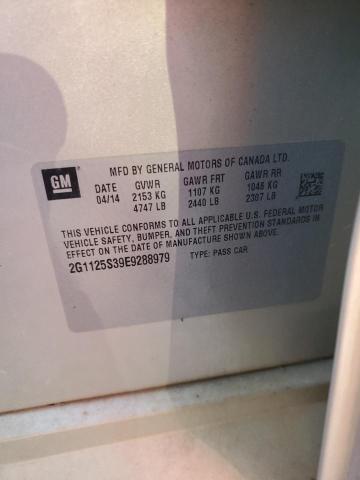 GM
MFD BY GENERAL MOTORS OF CANADA LTD.
DATE GVWR GAWR FRT GAWR RR
04/14 2153 KG 1107 KG 1046 KG
4747 LB 2440 LB 2307 LB
THIS VEHICLE CONFORMS TO ALL APPLICABLE U.S. FEDERAL MOTOR
VEHICLE SAFETY, BUMPER, AND THEFT PREVENTION STANDARDS IN
EFFECT ON THE DATE OF MANUFACTURE SHOWN ABOVE.
2G1125S39E9288979 TYPE: PASS CAR